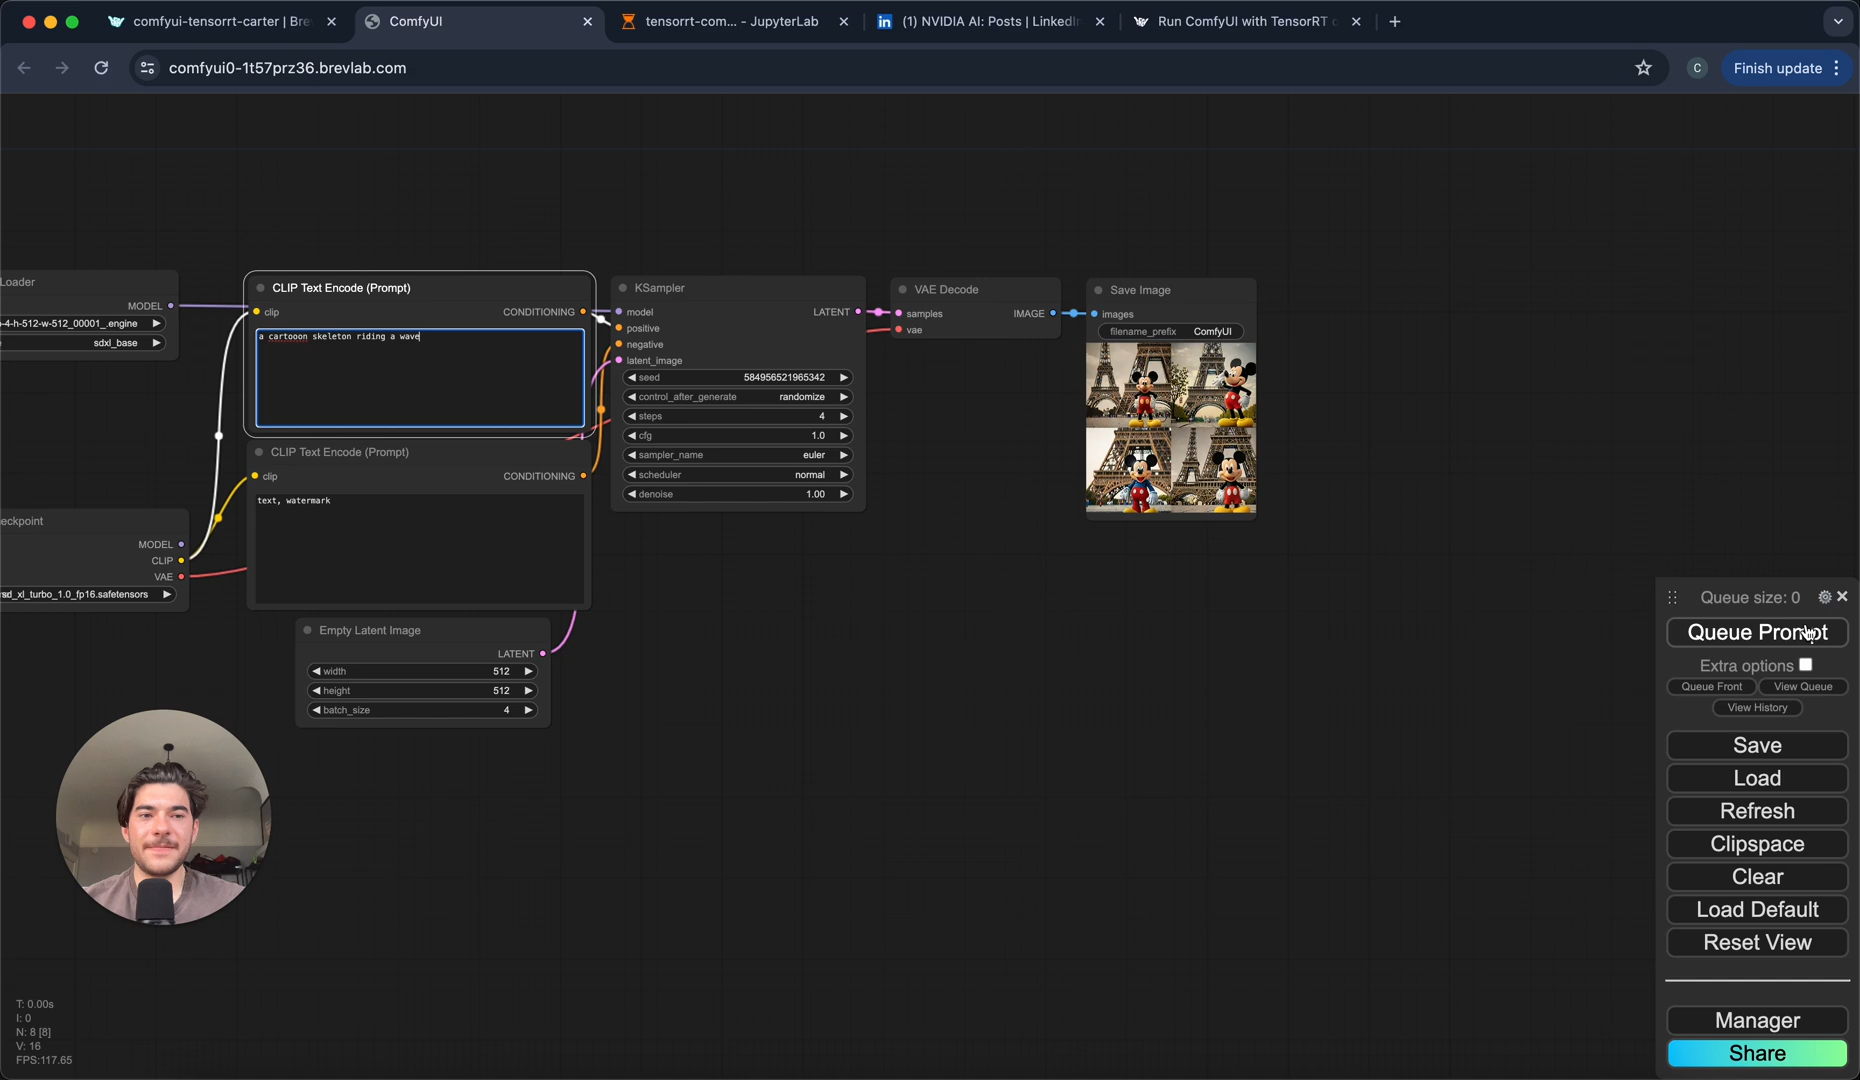 comfyui-tensorrt-carter | Bre
ComfyUI
tensorrt-com... - JupyterLab
(1) NVIDIA AI: Posts | LinkedIn
Run ComfyUI with TensorRT o
comfyui0-1t57prz36.brevlab.com
C
Finish update
Loader
MODEL
-4-h-512-w-512_00001_.engine
sdxl_base
CLIP Text Encode (Prompt)
clip
CONDITIONING
a cartooon skeleton riding a wave
KSampler
model
LATENT
positive
negative
latent_image
seed 584956521965342
control_after_generate randomize
steps 4
cfg 1.0
sampler_name euler
scheduler normal
denoise 1.00
VAE Decode
samples
IMAGE
vae
Save Image
images
filename_prefix ComfyUI
CLIP Text Encode (Prompt)
clip
CONDITIONING
text, watermark
eckpoint
MODEL
CLIP
VAE
sd_xl_turbo_1.0_fp16.safetensors
Empty Latent Image
LATENT
width 512
height 512
batch_size 4
Queue size: 0
Queue Prompt
Extra options
Queue Front
View Queue
View History
Save
Load
Refresh
Clipspace
Clear
Load Default
Reset View
Manager
Share
T: 0.00s
I: 0
N: 8 [8]
V: 16
FPS:117.65